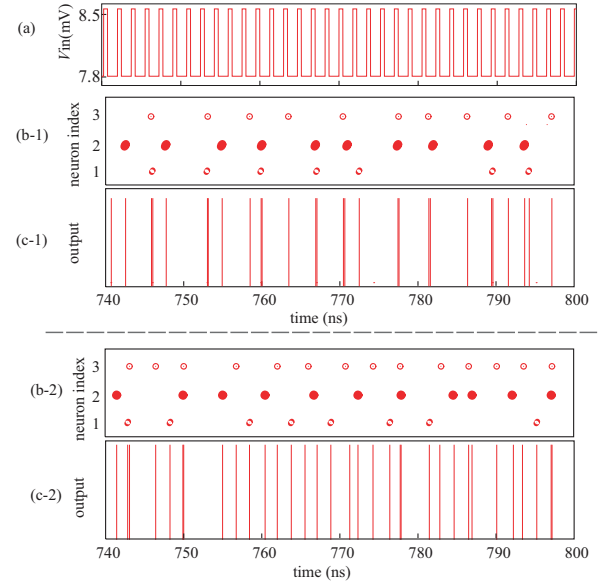 (a)
Vin(mV)
8.5
7.8
(b-1)
neuron index
3
2
1
(c-1)
output
740 750 760 770 780 790 800
time (ns)
(b-2)
neuron index
3
2
1
(c-2)
output
740 750 760 770 780 790 800
time (ns)